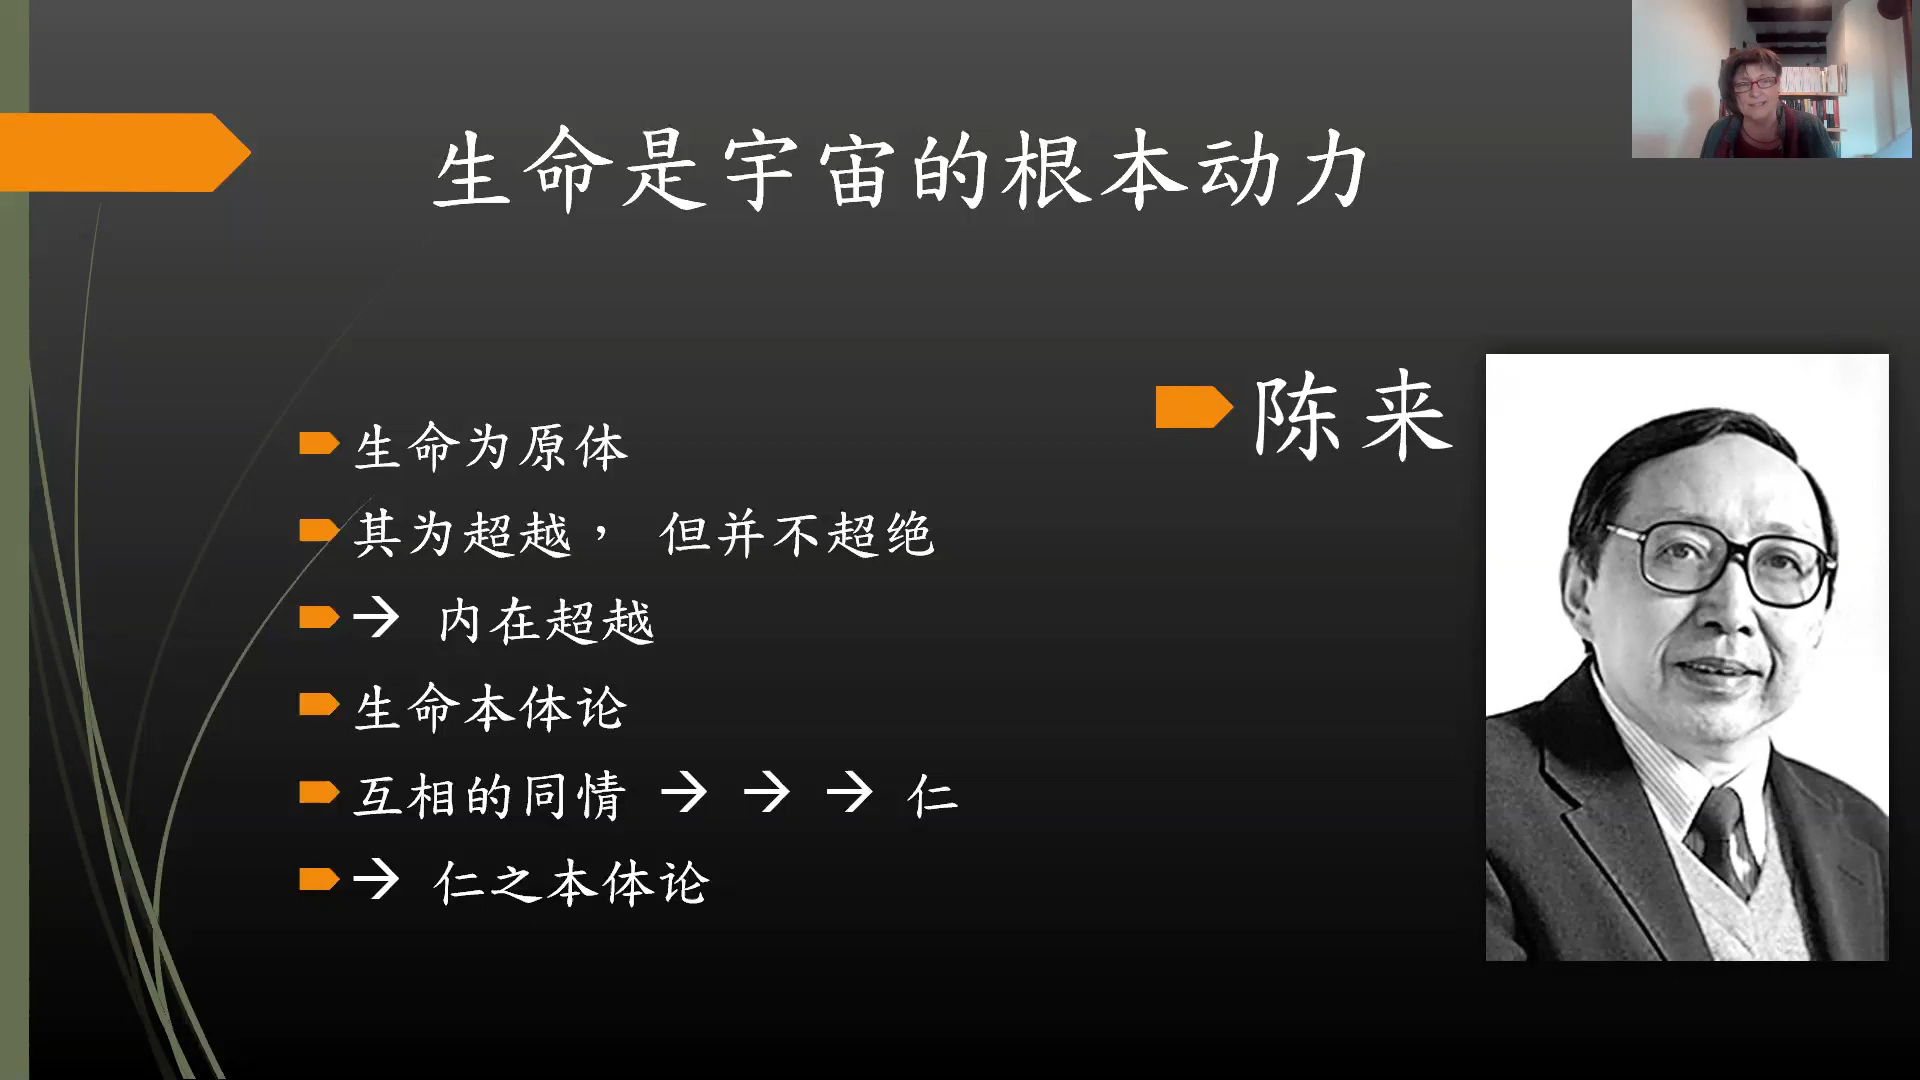 生命是宇宙的根本动力
生命为原体
其为超越， 但并不超绝
→ 内在超越
生命本体论
互相的同情 → → → 仁
→ 仁之本体论
陈来